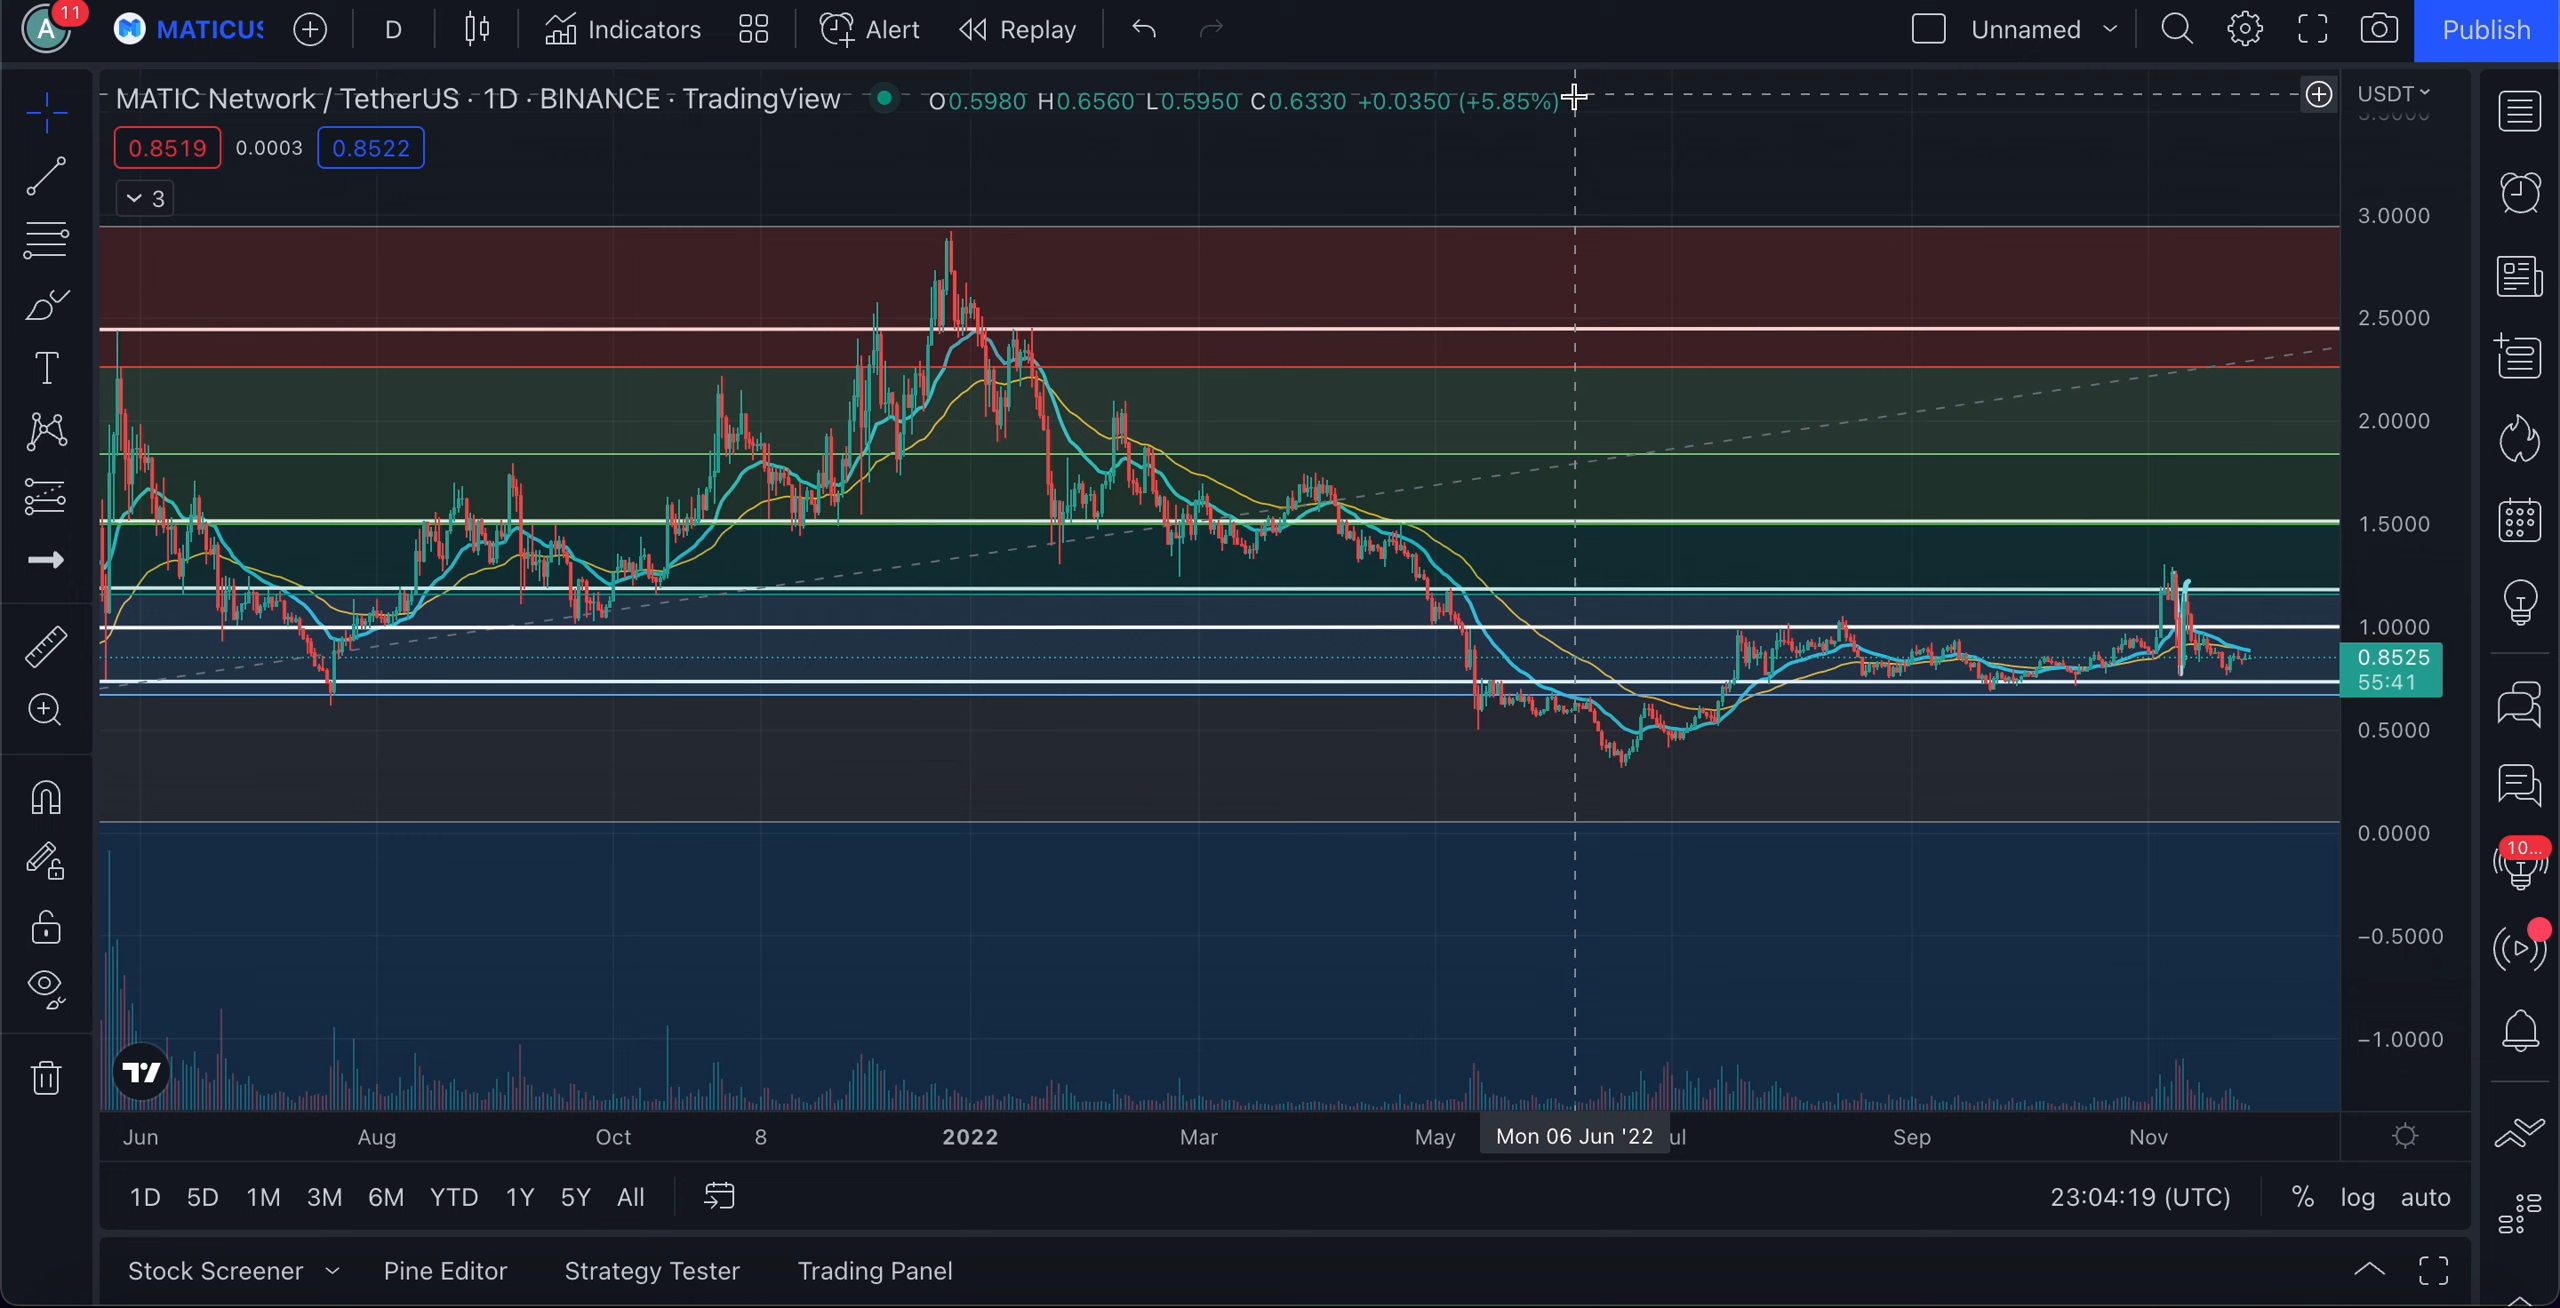 A 11 MATICUS D Indicators Alert Replay Unnamed Publish
MATIC Network / TetherUS · 1D · BINANCE · TradingView O0.5980 H0.6560 L0.5950 C0.6330 +0.0350 (+5.85%) USDT
0.8519 0.0003 0.8522
3
3.0000
2.5000
2.0000
1.5000
1.0000
0.8525
55:41
0.5000
0.0000
10...
−0.5000
−1.0000
Jun Aug Oct 8 2022 Mar May Mon 06 Jun '22 ul Sep Nov
1D 5D 1M 3M 6M YTD 1Y 5Y All 23:04:19 (UTC) % log auto
Stock Screener Pine Editor Strategy Tester Trading Panel